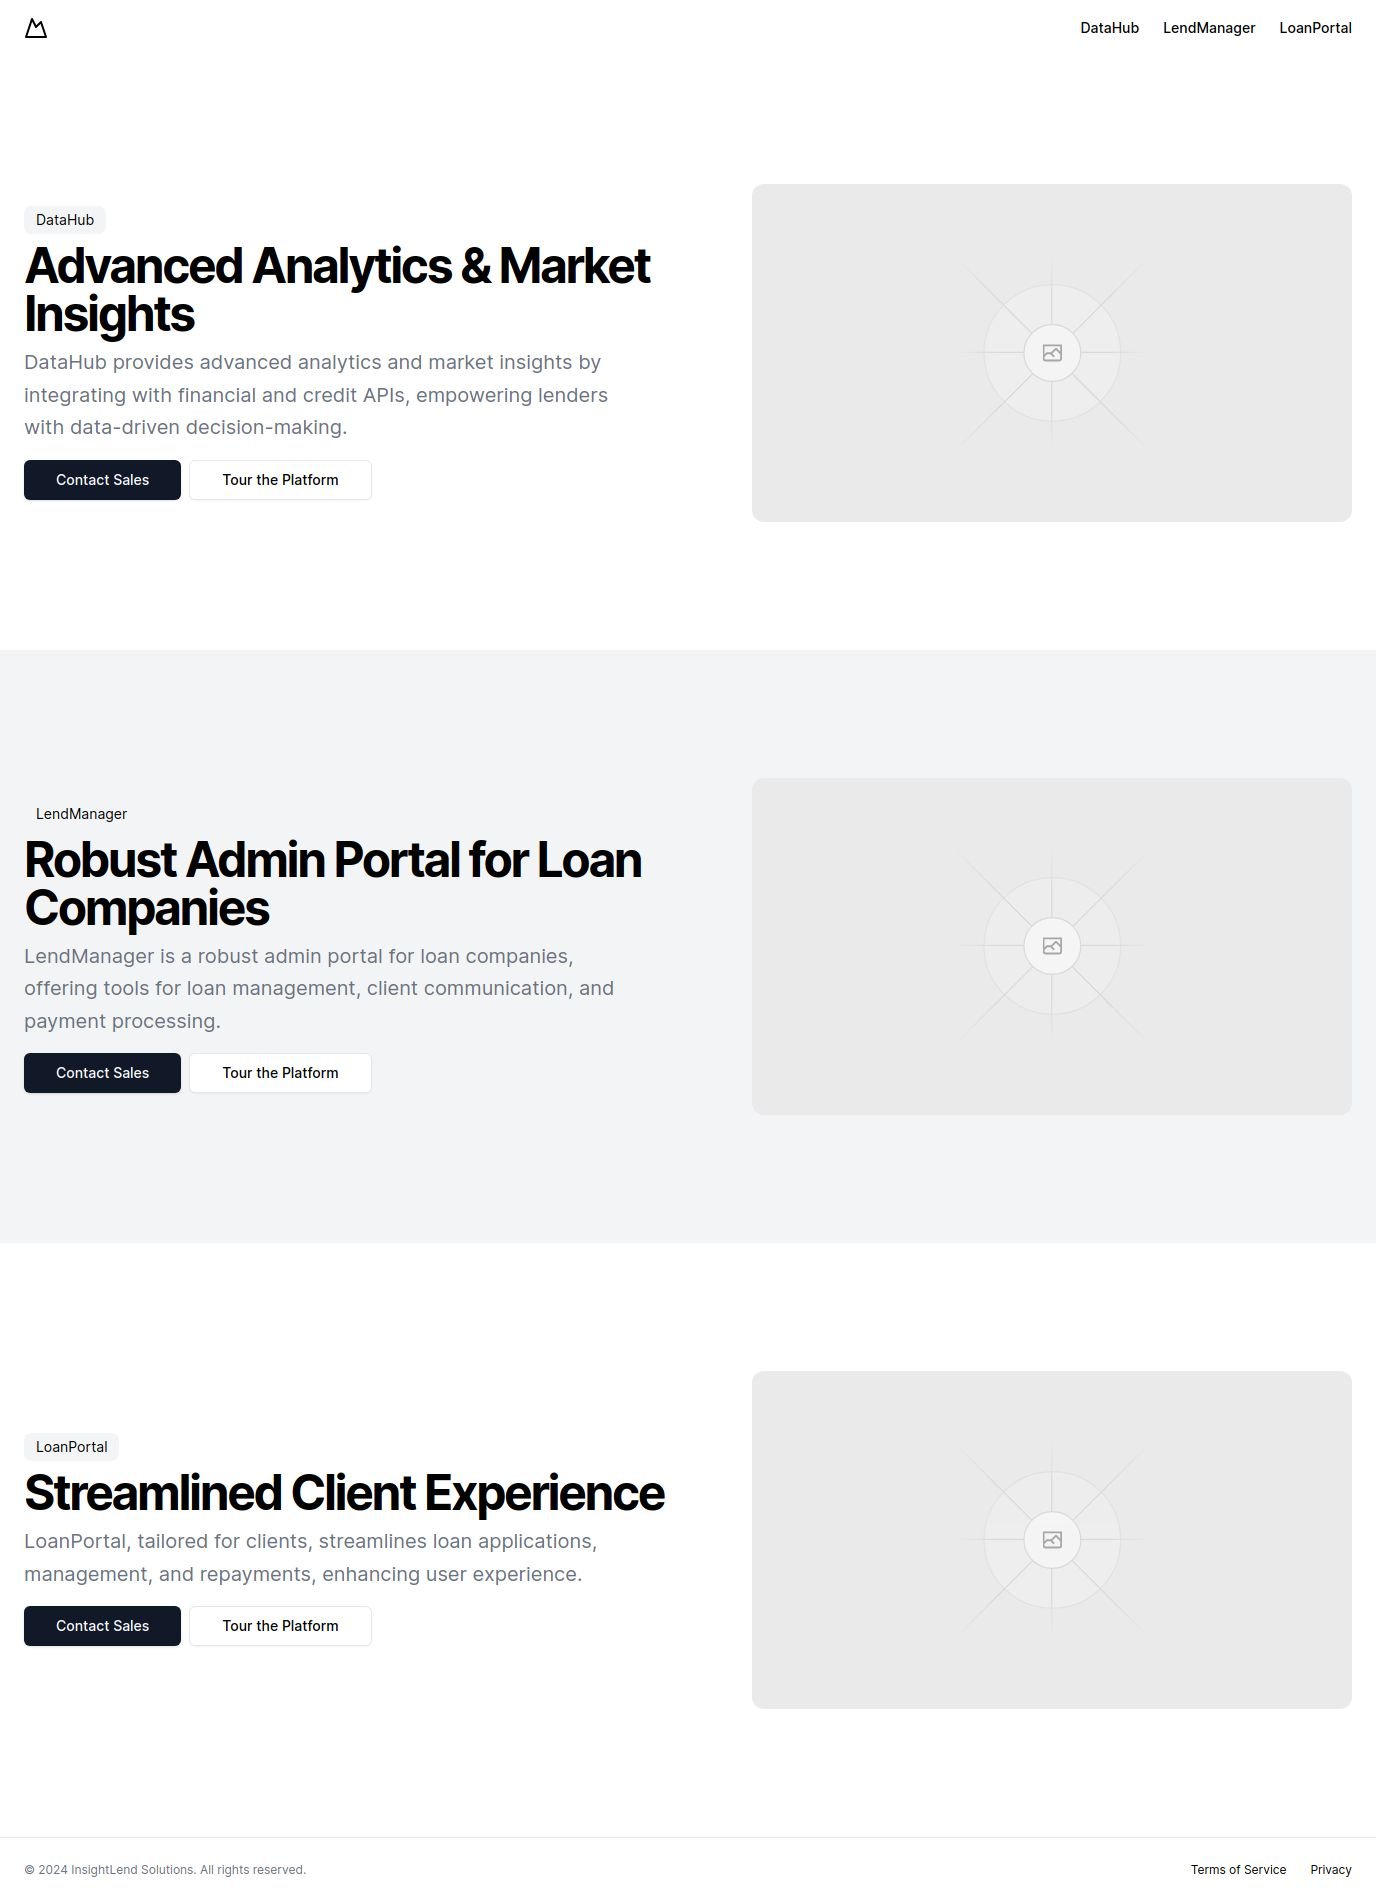 DataHub LendManager LoanPortal
DataHub
Advanced Analytics & Market
Insights
DataHub provides advanced analytics and market insights by
integrating with financial and credit APIs, empowering lenders
with data-driven decision-making.
Contact Sales Tour the Platform
LendManager
Robust Admin Portal for Loan
Companies
LendManager is a robust admin portal for loan companies,
offering tools for loan management, client communication, and
payment processing.
Contact Sales Tour the Platform
LoanPortal
Streamlined Client Experience
LoanPortal, tailored for clients, streamlines loan applications,
management, and repayments, enhancing user experience.
Contact Sales Tour the Platform
© 2024 InsightLend Solutions. All rights reserved. Terms of Service Privacy